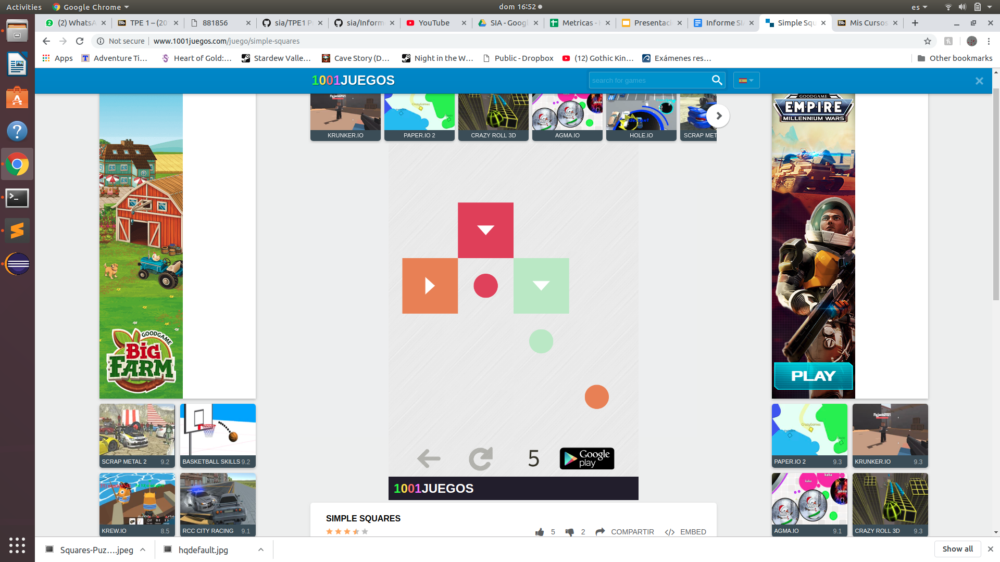 Activities
Google Chrome
dom 16:52
es
(2) WhatsA
TPE 1 – (20
881856
sia/TPE1 P
sia/Inform
YouTube
SIA - Googl
Metricas -
Presentaci
Informe SI
Simple Squ
Mis Cursos
Not secure
www.1001juegos.com/juego/simple-squares
Apps
Adventure Ti…
Heart of Gold:…
Stardew Valle…
Cave Story (D…
Night in the W…
Public - Dropbox
(12) Gothic Kin…
Exámenes res…
Other bookmarks
1001JUEGOS
search for games
KRUNKER.IO
PAPER.IO 2
CRAZY ROLL 3D
AGMA.IO
HOLE.IO
SCRAP MET
GOODGAME
EMPIRE
MILLENNIUM WARS
GOODGAME
BIG
FARM
PLAY
5
Google
play
1001JUEGOS
SIMPLE SQUARES
5
2
COMPARTIR
EMBED
SCRAP METAL 2 9.2
BASKETBALL SKILLS 9.2
KREW.IO 8.5
RCC CITY RACING 9.1
PAPER.IO 2 9.3
KRUNKER.IO 9.3
AGMA.IO 9.1
CRAZY ROLL 3D 9.3
Squares-Puz….jpeg
hqdefault.jpg
Show all